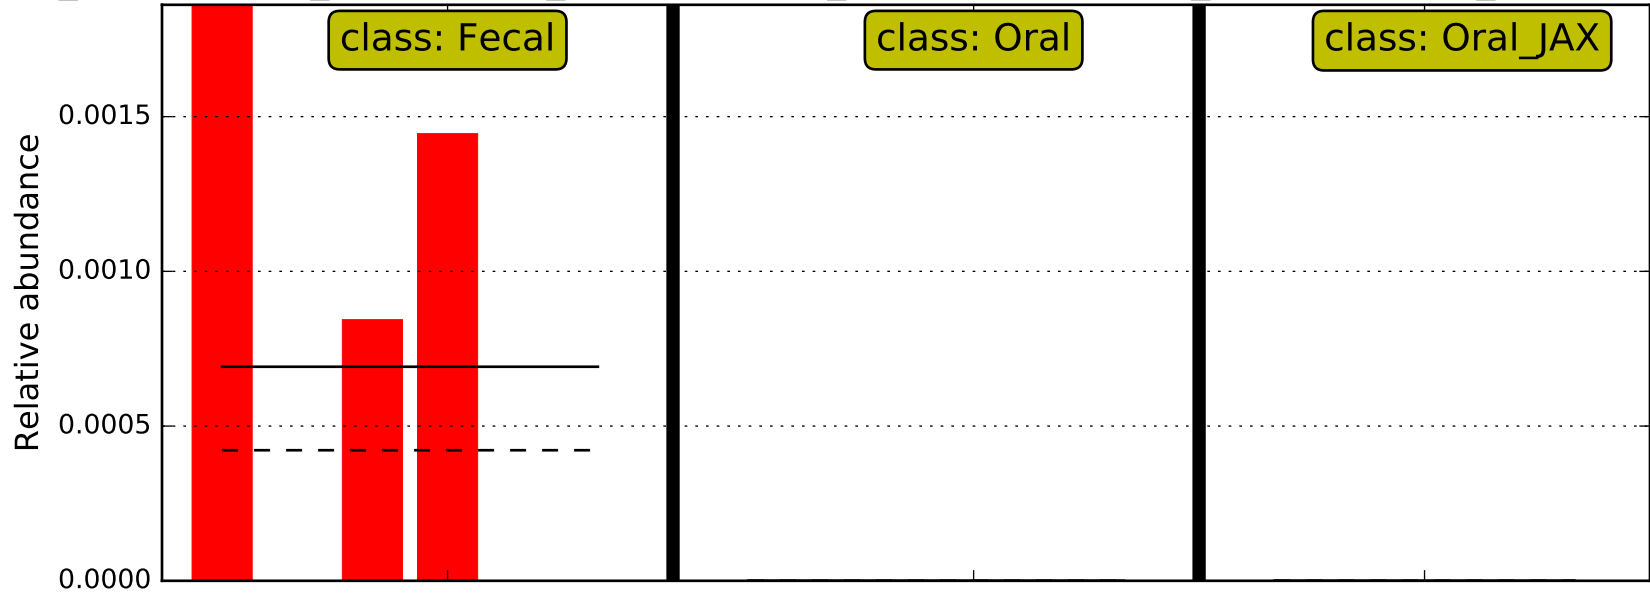 class: Fecal
class: Oral
class: Oral_JAX
0.0015
0.0010
0.0005
0.0000
Relative abundance